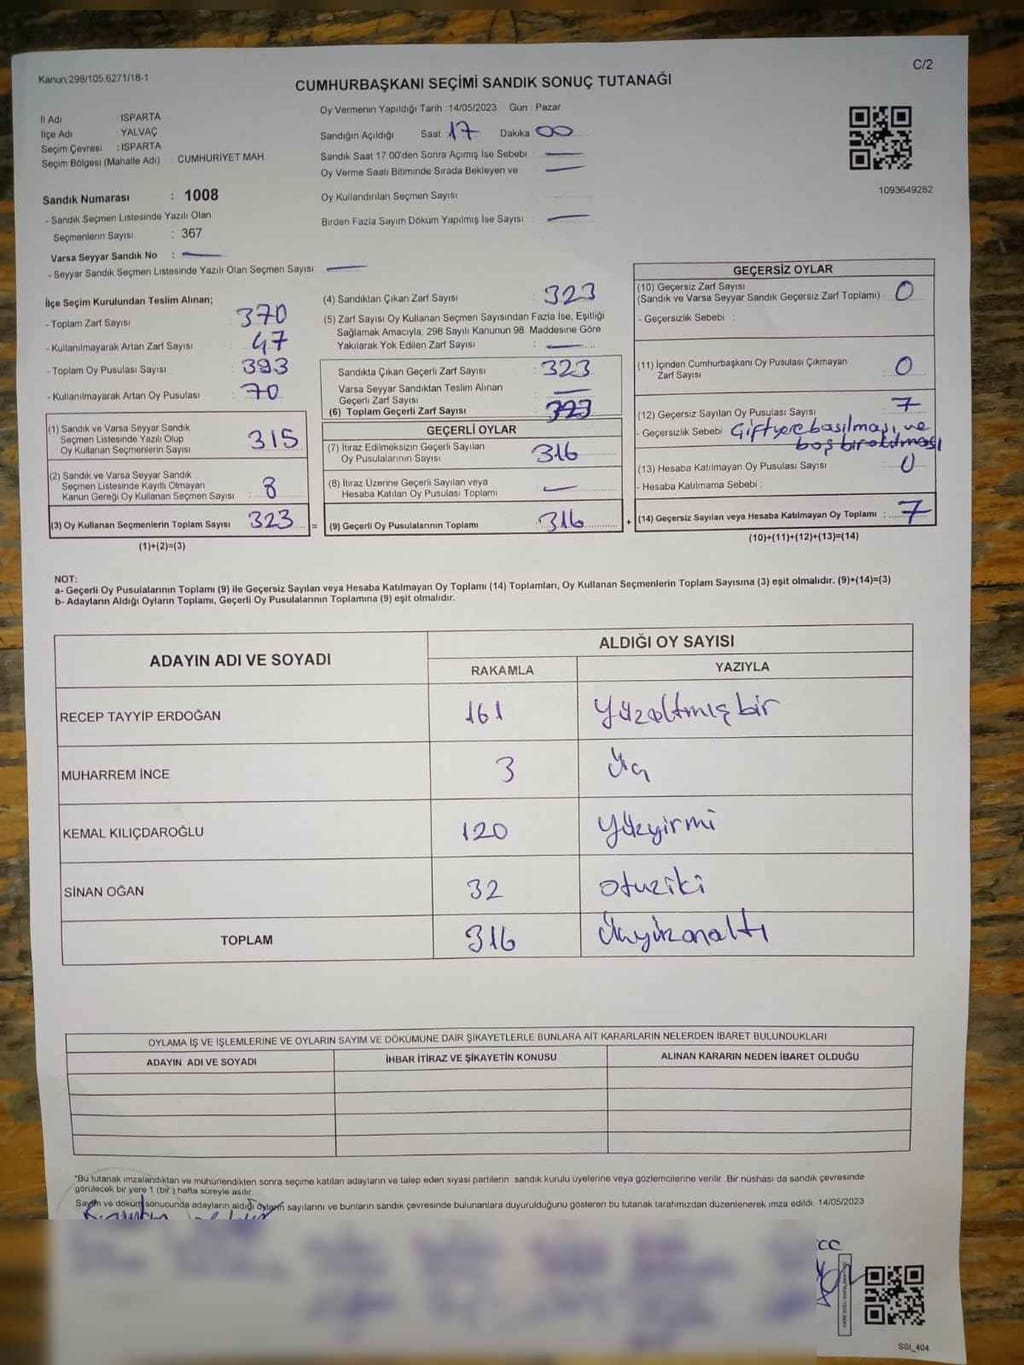 Kanun 298/105,6271/18-1
C/2
CUMHURBAŞKANI SEÇİMİ SANDIK SONUÇ TUTANAĞI
İl Adı : ISPARTA
İlçe Adı : YALVAÇ
Seçim Çevresi : ISPARTA
Seçim Bölgesi (Mahalle Adı) : CUMHURİYET MAH
Sandık Numarası : 1008
- Sandık Seçmen Listesinde Yazılı Olan
Seçmenlerin Sayısı : 367
Varsa Seyyar Sandık No :
- Seyyar Sandık Seçmen Listesinde Yazılı Olan Seçmen Sayısı
Oy Vermenin Yapıldığı Tarih : 14/05/2023 Gün : Pazar
Sandığın Açıldığı Saat 17 Dakika 00
Sandık Saat 17 00'den Sonra Açımış İse Sebebi
Oy Verme Saati Bitiminde Sırada Bekleyen ve
Oy Kullandırılan Seçmen Sayısı
Birden Fazla Sayım Döküm Yapılmış İse Sayısı :
1093649282
İlçe Seçim Kurulundan Teslim Alınan;
- Toplam Zarf Sayısı 370
- Kullanılmayarak Artan Zarf Sayısı 47
- Toplam Oy Pusulası Sayısı 393
- Kullanılmayarak Artan Oy Pusulası 70
(1) Sandık ve Varsa Seyyar Sandık
Seçmen Listesinde Yazılı Olup
Oy Kullanan Seçmenlerin Sayısı 315
(2) Sandık ve Varsa Seyyar Sandık
Seçmen Listesinde Kayıtlı Olmayan
Kanun Gereği Oy Kullanan Seçmen Sayısı 8
(3) Oy Kullanan Seçmenlerin Toplam Sayısı 323 =
(1)+(2)=(3)
(4) Sandıktan Çıkan Zarf Sayısı 323
(5) Zarf Sayısı Oy Kullanan Seçmen Sayısından Fazla İse, Eşitliği
Sağlamak Amacıyla, 298 Sayılı Kanunun 98. Maddesine Göre
Yakılarak Yok Edilen Zarf Sayısı :
Sandıkta Çıkan Geçerli Zarf Sayısı : 323
Varsa Seyyar Sandıktan Teslim Alınan
Geçerli Zarf Sayısı
(6) Toplam Geçerli Zarf Sayısı 323
GEÇERLİ OYLAR
(7) İtiraz Edilmeksizin Geçerli Sayılan
Oy Pusulalarının Sayısı 316
(8) İtiraz Üzerine Geçerli Sayılan veya
Hesaba Katılan Oy Pusulası Toplamı
(9) Geçerli Oy Pusulalarının Toplamı 316 +
GEÇERSİZ OYLAR
(10) Geçersiz Zarf Sayısı
(Sandık ve Varsa Seyyar Sandık Geçersiz Zarf Toplamı) : 0
- Geçersizlik Sebebi :
(11) İçinden Cumhurbaşkanı Oy Pusulası Çıkmayan
Zarf Sayısı 0
(12) Geçersiz Sayılan Oy Pusulası Sayısı 7
- Geçersizlik Sebebi Çift yere basılması, ve
boş bırakılması
(13) Hesaba Katılmayan Oy Pusulası Sayısı 0
- Hesaba Katılmama Sebebi :
(14) Geçersiz Sayılan veya Hesaba Katılmayan Oy Toplamı : 7
(10)+(11)+(12)+(13)=(14)
NOT:
a- Geçerli Oy Pusulalarının Toplamı (9) ile Geçersiz Sayılan veya Hesaba Katılmayan Oy Toplamı (14) Toplamları, Oy Kullanan Seçmenlerin Toplam Sayısına (3) eşit olmalıdır. (9)+(14)=(3)
b- Adayların Aldığı Oyların Toplamı, Geçerli Oy Pusulalarının Toplamına (9) eşit olmalıdır.
ADAYIN ADI VE SOYADI
ALDIĞI OY SAYISI
RAKAMLA YAZIYLA
RECEP TAYYİP ERDOĞAN 161 Yüzaltmışbir
MUHARREM İNCE 3 Üç
KEMAL KILIÇDAROĞLU 120 Yüzyirmi
SİNAN OĞAN 32 otuziki
TOPLAM 316 Üçyüzonaltı
OYLAMA İŞ VE İŞLEMLERİNE VE OYLARIN SAYIM VE DÖKÜMÜNE DAİR ŞİKAYETLERLE BUNLARA AİT KARARLARIN NELERDEN İBARET BULUNDUKLARI
ADAYIN ADI VE SOYADI İHBAR İTİRAZ VE ŞİKAYETİN KONUSU ALINAN KARARIN NEDEN İBARET OLDUĞU
*Bu tutanak imzalandıktan ve mühürlendikten sonra seçime katılan adayların ve talep eden siyasi partilerin sandık kurulu üyelerine veya gözlemcilerine verilir. Bir nüshası da sandık çevresinde
görülecek bir yere 1 (bir) hafta süreyle asılır.
Sayım ve döküm sonucunda adayların aldığı oyların sayılarını ve bunların sandık çevresinde bulunanlara duyurulduğunu gösteren bu tutanak tarafımızdan düzenlenerek imza edildi. 14/05/2023
SSI_404